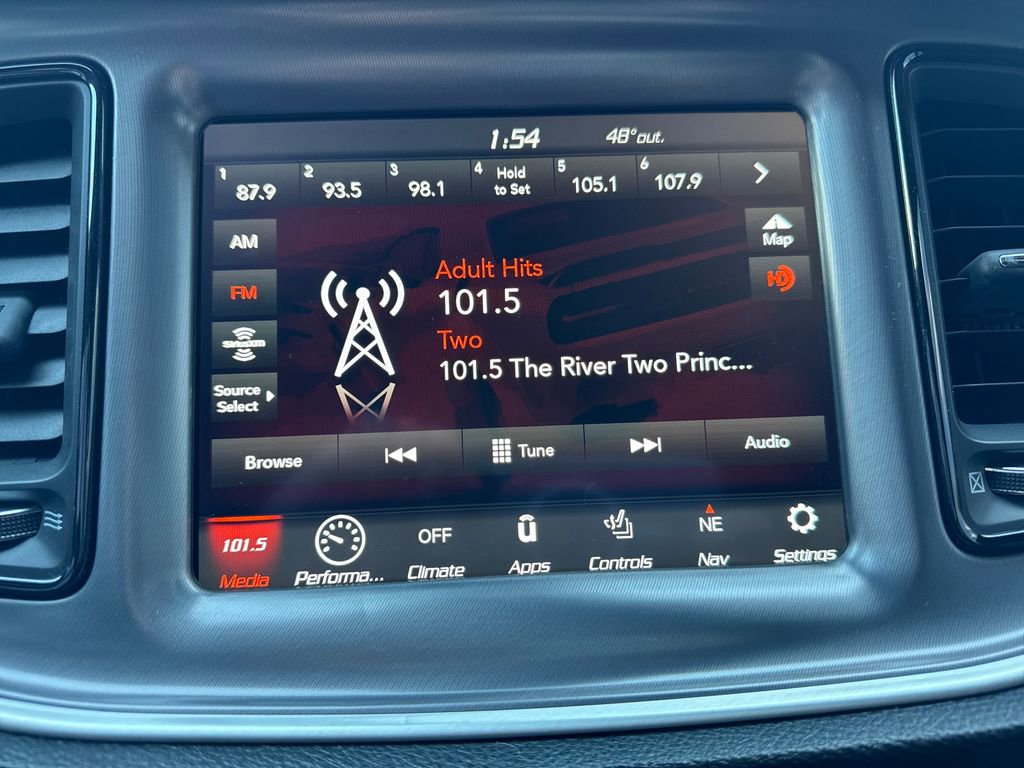 1:54 48° out.
1 87.9 2 93.5 3 98.1 4 Hold to Set 5 105.1 6 107.9
AM
FM
SiriusXM
Source
Select
Map
HD
Adult Hits
101.5
Two
101.5 The River Two Princ...
Browse Tune Audio
101.5 OFF NE
Media Performa... Climate Apps Controls Nav Settings